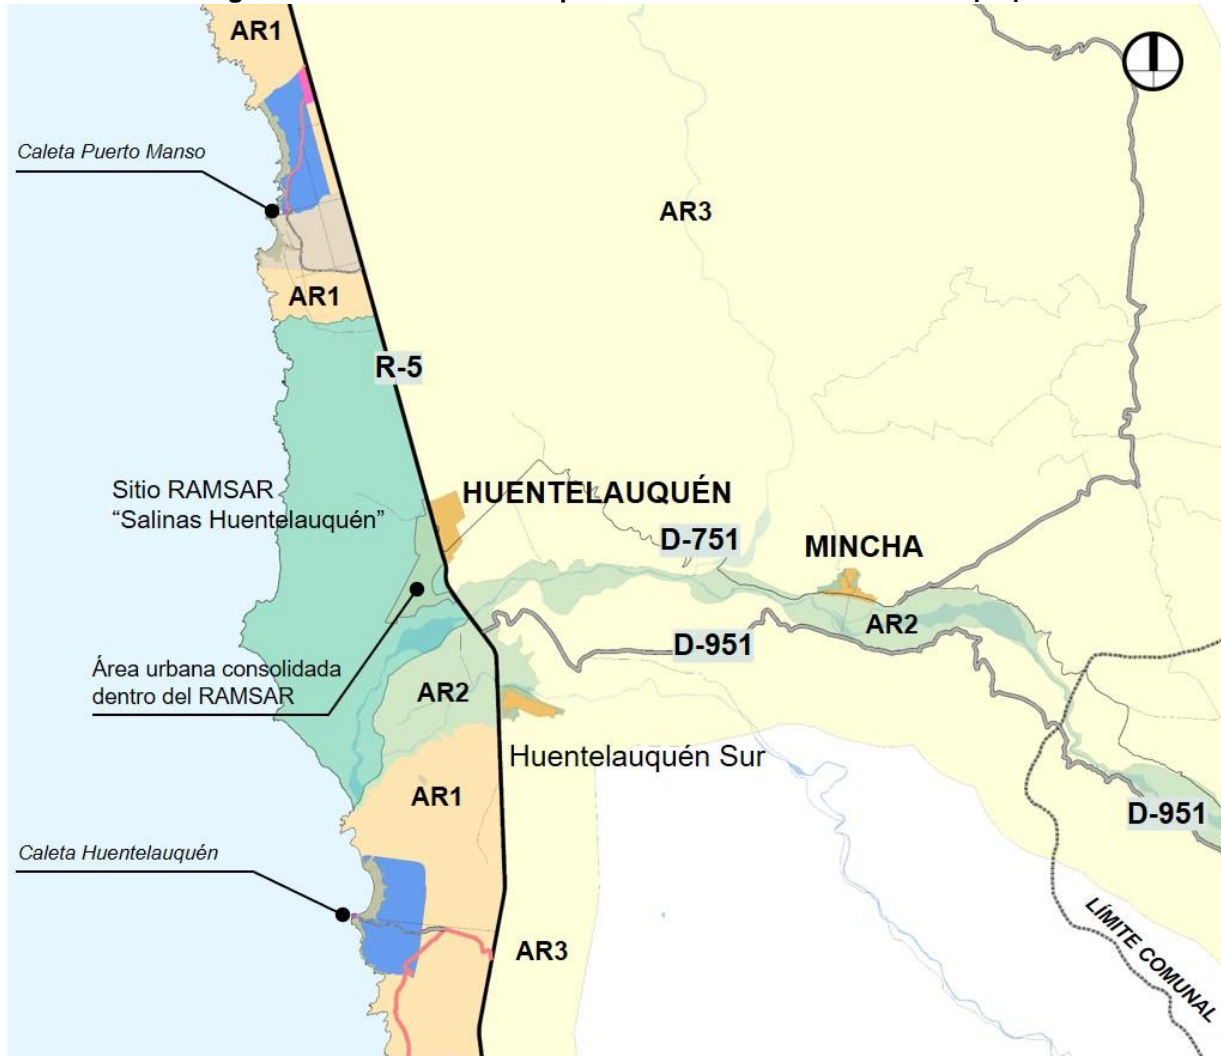 AR1
Caleta Puerto Manso
AR3
AR1
R-5
HUENTELAUQUÉN
Sitio RAMSAR
“Salinas Huentelauquén”
D-751
MINCHA
AR2
D-951
Área urbana consolidada
dentro del RAMSAR
AR2
Huentelauquén Sur
AR1
D-951
Caleta Huentelauquén
LÍMITE COMUNAL
AR3